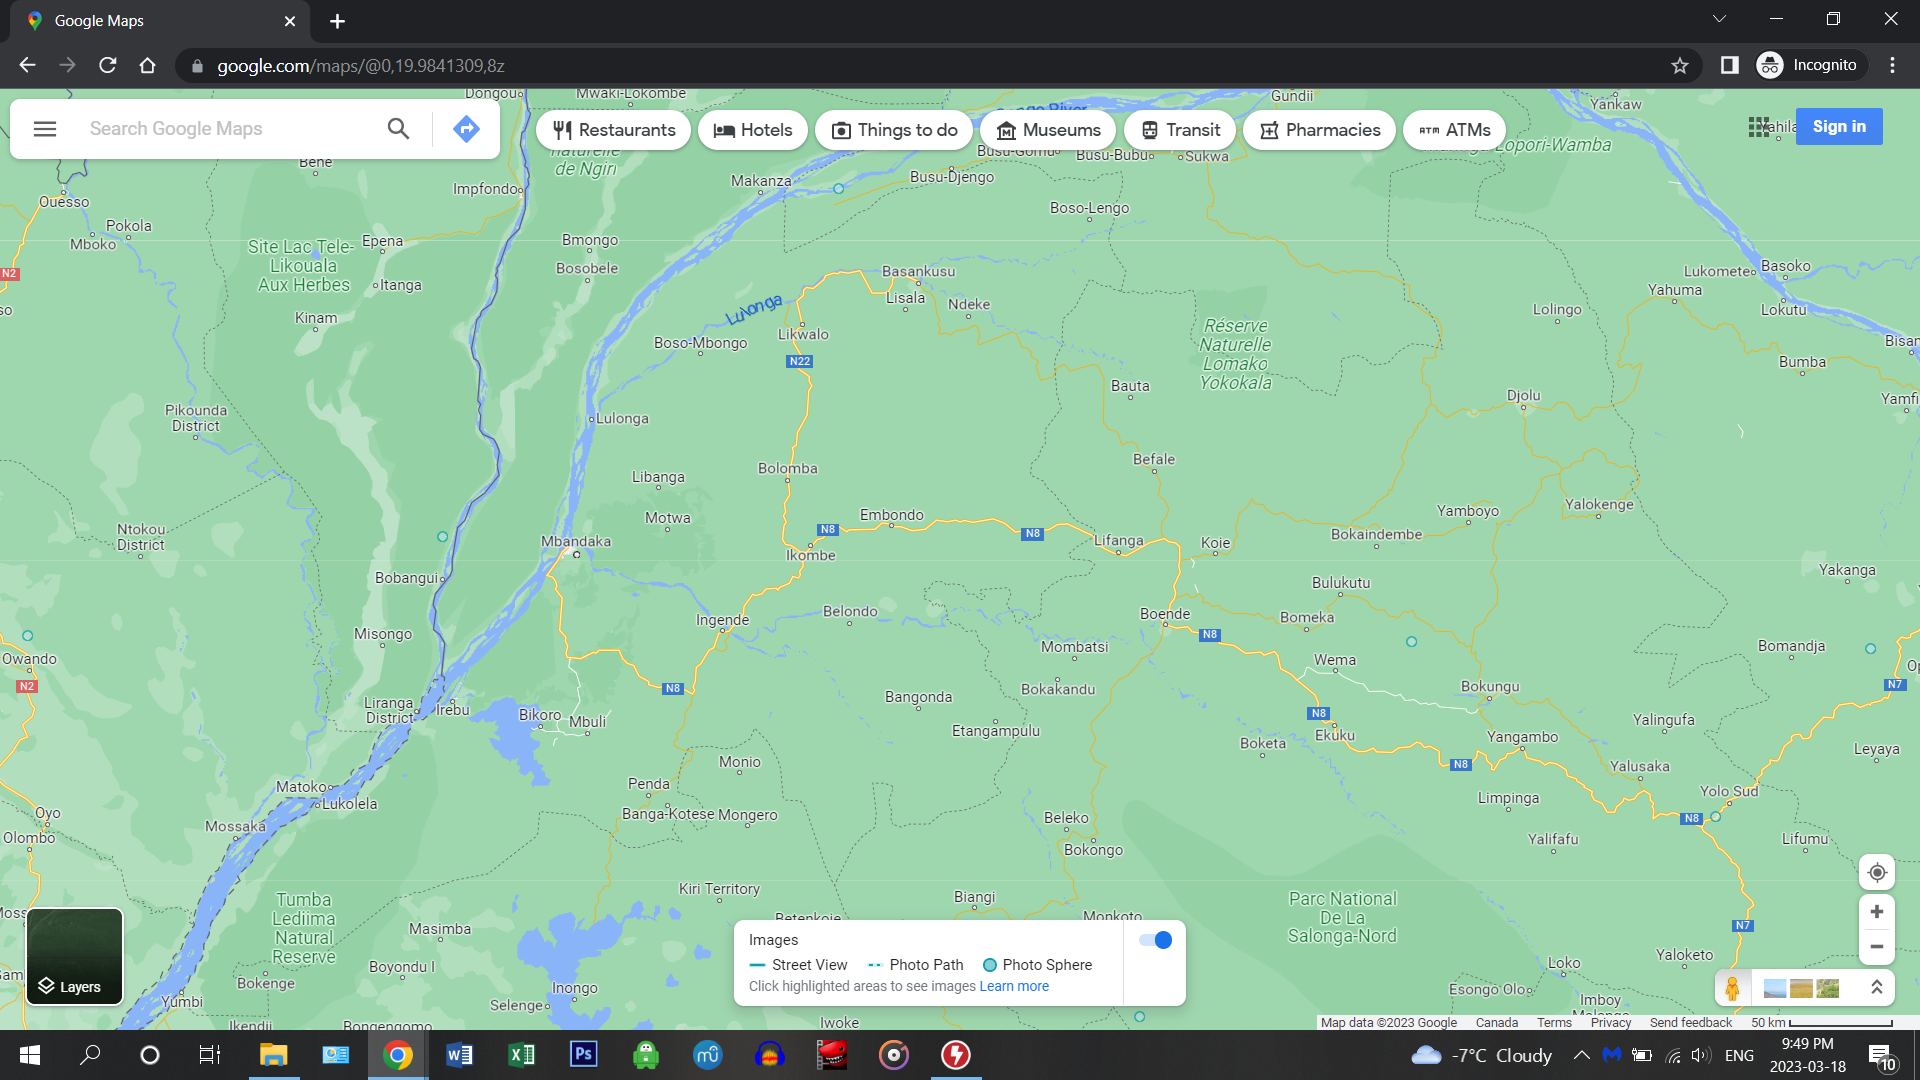 Google Maps
google.com/maps/@0,19.9841309,8z
Incognito
Search Google Maps
Restaurants
Hotels
Things to do
Museums
Transit
Pharmacies
ATMs
Sign in
Dongou
Mwaki-Lokombe
Gundii
Yankaw
naturelle
de Ngiri
Busu-Djengo
Busu-Bubu
Sukwa
Lopori-Wamba
Bene
Impfondo
Makanza
Ouesso
Pokola
Mboko
Boso-Lengo
Epena
Bmongo
Site Lac Tele-
Likouala
Aux Herbes
Bosobele
N2
Itanga
Basankusu
Lisala
Ndeke
Lukomete
Basoko
Yahuma
Lokutu
Lolingo
Kinam
Lulonga
Likwalo
Boso-Mbongo
N22
Réserve
Naturelle
Lomako
Yokokala
Bumba
Bauta
Djolu
Pikounda
District
Lulonga
Befale
Bolomba
Libanga
Motwa
Embondo
N8
N8
Yalokenge
Yamboyo
Ntokou
District
Mbandaka
Ikombe
Lifanga
Koie
Bokaindembe
Bobangui
Bulukutu
Yakanga
Belondo
Ingende
Boende
Bomeka
N8
Misongo
Mombatsi
Bomandja
Owando
N2
Wema
N8
Bokakandu
Bokungu
N7
Bangonda
Liranga
District
Irebu
Bikoro
Mbuli
N8
Ekuku
Yalingufa
Etangampulu
Boketa
Yangambo
Leyaya
Monio
N8
Yalusaka
Penda
Matoko
Lukolela
Limpinga
Yolo Sud
Banga-Kotese
Mongero
Beleko
N8
Oyo
Olombo
Mossaka
Bokongo
Yalifafu
Lifumu
Kiri Territory
Biangi
Monkoto
Tumba
Lediima
Natural
Reserve
Parc National
De La
Salonga-Nord
Masimba
N7
Yaloketo
Boyondu I
Bokenge
Inongo
Selenge
Yumbi
Loko
Esongo Olo
Imboy
Ikendji
Bongengomo
Iwoke
Layers
Images
Street View
Photo Path
Photo Sphere
Click highlighted areas to see images Learn more
Map data ©2023 Google
Canada
Terms
Privacy
Send feedback
50 km
-7°C Cloudy
ENG
9:49 PM
2023-03-18
10